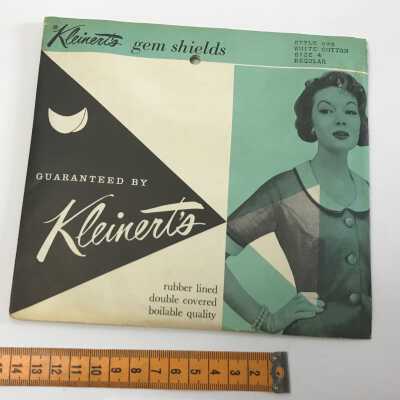 Kleinert's gem shields
STYLE
WHITE COTTON
SIZE 4
REGULAR
GUARANTEED BY
Kleinert's
rubber lined
double covered
boilable quality
1 2 3 4 5 6 7 8 9 10 11 12 13 14 15